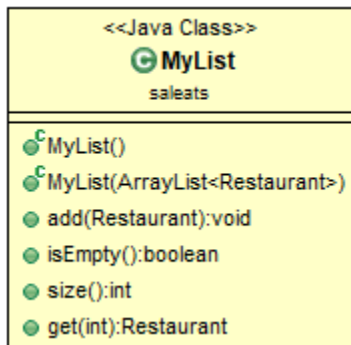 <<Java Class>>
MyList
saleats
MyList()
MyList(ArrayList<Restaurant>)
add(Restaurant):void
isEmpty():boolean
size():int
get(int):Restaurant